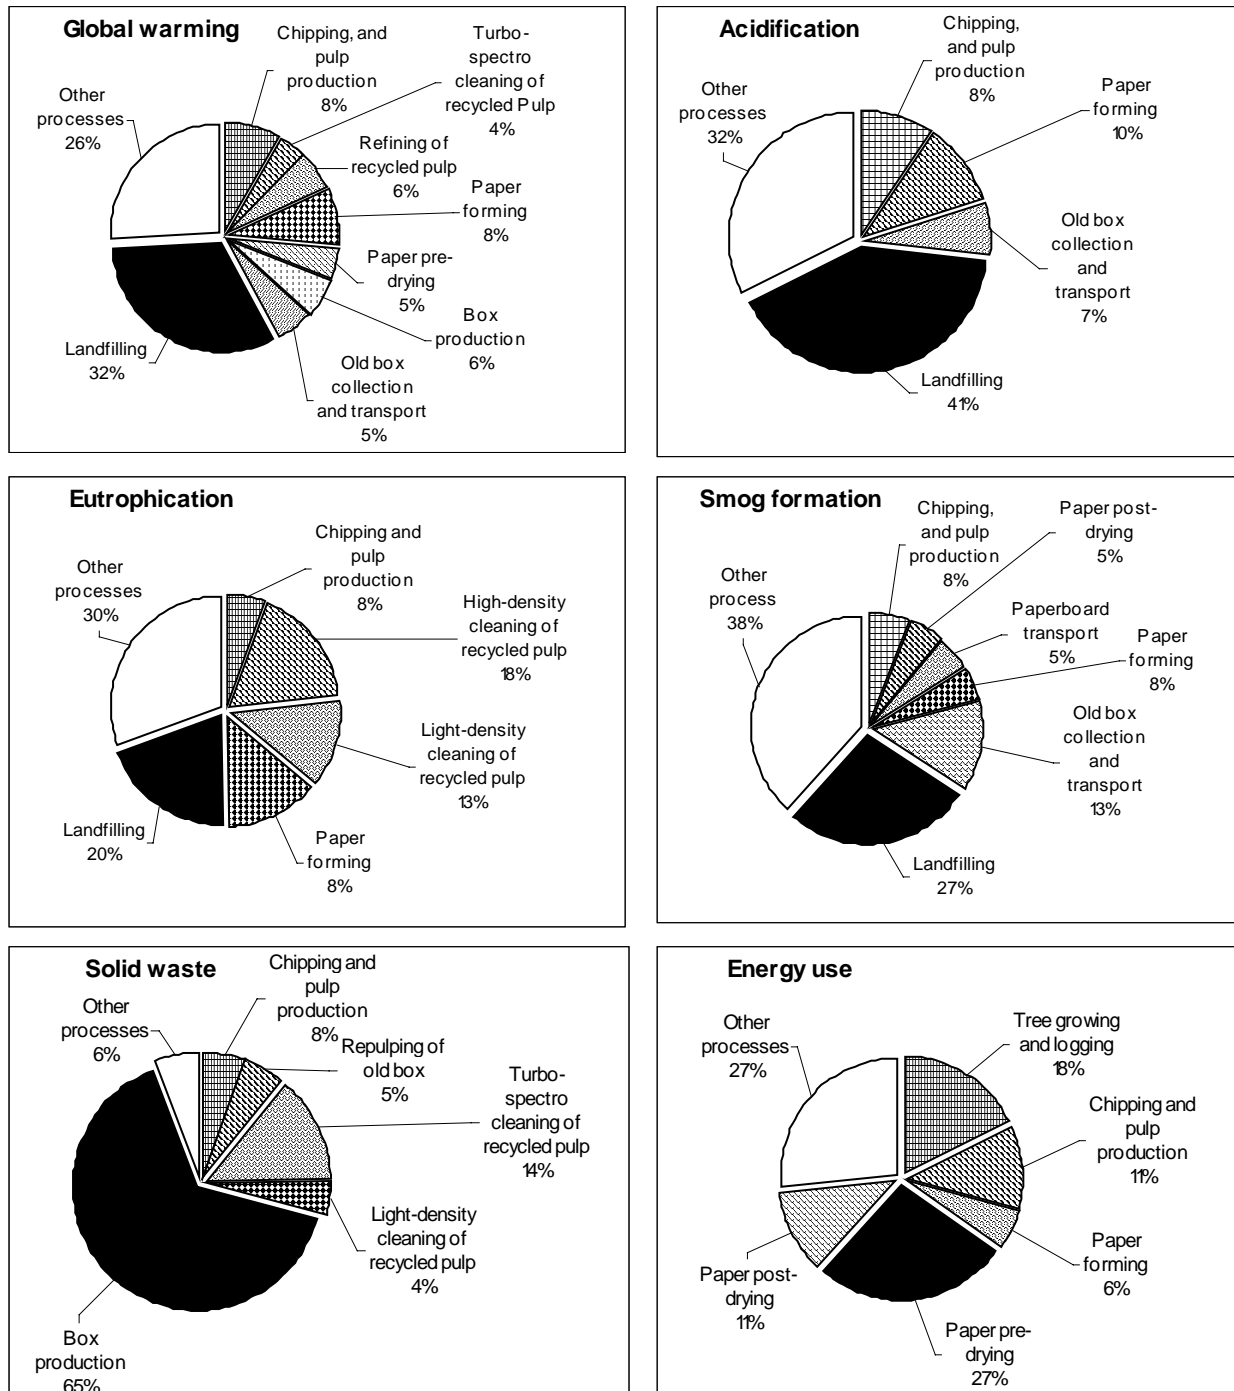 Global warming
Chipping, and
pulp
production
8%
Turbo-
spectro
cleaning of
recycled Pulp
4%
Refining of
recycled pulp
6%
Paper
forming
8%
Paper pre-
drying
5%
Box
production
6%
Old box
collection
and transport
5%
Landfilling
32%
Other
processes
26%
Acidification
Chipping,
and pulp
production
8%
Paper
forming
10%
Old box
collection
and
transport
7%
Landfilling
41%
Other
processes
32%
Eutrophication
Chipping and
pulp
production
8%
High-density
cleaning of
recycled pulp
18%
Light-density
cleaning of
recycled pulp
13%
Paper
forming
8%
Landfilling
20%
Other
processes
30%
Smog formation
Chipping,
and pulp
production
8%
Paper post-
drying
5%
Paperboard
transport
5%
Paper
forming
8%
Old box
collection
and
transport
13%
Landfilling
27%
Other
process
38%
Solid waste
Chipping and
pulp
production
8%
Repulping of
old box
5%
Turbo-
spectro
cleaning of
recycled pulp
14%
Light-density
cleaning of
recycled pulp
4%
Box
production
65%
Other
processes
6%
Energy use
Tree growing
and logging
18%
Chipping and
pulp
production
11%
Paper
forming
6%
Paper pre-
drying
27%
Paper post-
drying
11%
Other
processes
27%